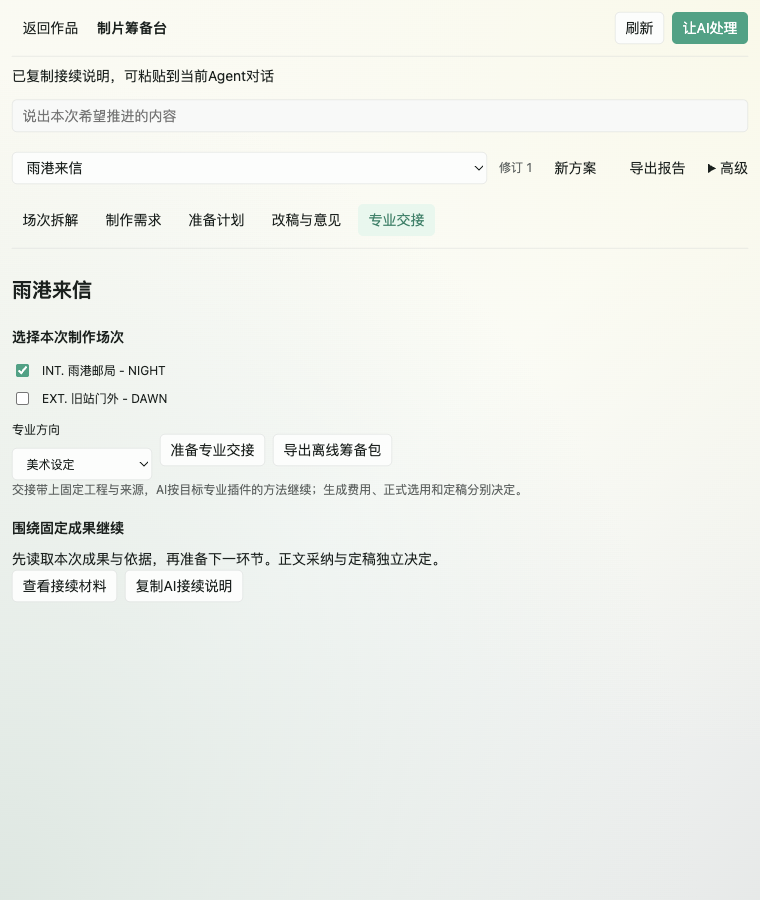 返回作品 制片筹备台 刷新 让AI处理
已复制接续说明，可粘贴到当前Agent对话
说出本次希望推进的内容
雨港来信 修订 1 新方案 导出报告 ▶ 高级
场次拆解 制作需求 准备计划 改稿与意见 专业交接
雨港来信
选择本次制作场次
INT. 雨港邮局 - NIGHT
EXT. 旧站门外 - DAWN
专业方向
美术设定 准备专业交接 导出离线筹备包
交接带上固定工程与来源，AI按目标专业插件的方法继续；生成费用、正式选用和定稿分别决定。
围绕固定成果继续
先读取本次成果与依据，再准备下一环节。正文采纳与定稿独立决定。
查看接续材料 复制AI接续说明